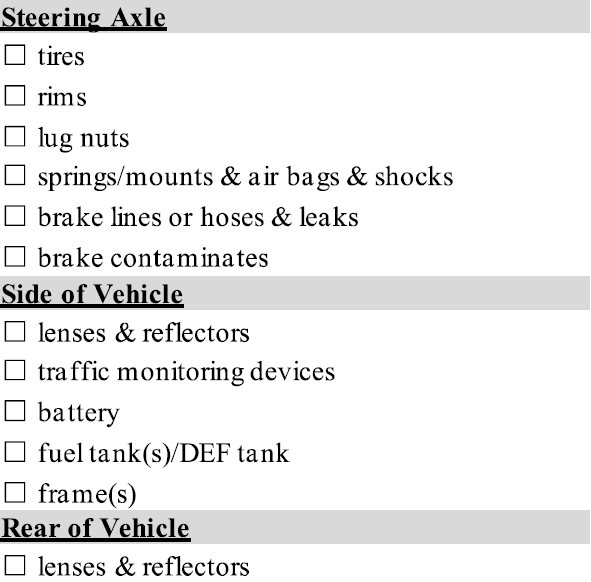 Steering Axle
☐ tires
☐ rims
☐ lug nuts
☐ springs/mounts & air bags & shocks
☐ brake lines or hoses & leaks
☐ brake contaminates
Side of Vehicle
☐ lenses & reflectors
☐ traffic monitoring devices
☐ battery
☐ fuel tank(s)/DEF tank
☐ frame(s)
Rear of Vehicle
☐ lenses & reflectors